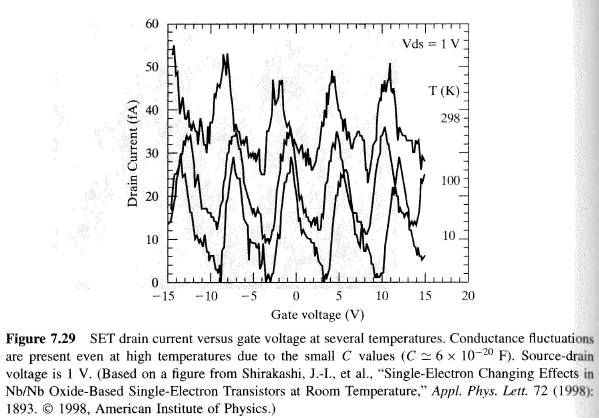 60
50
40
30
20
10
0
Drain Current (fA)
Vds = 1 V
T (K)
298
100
10
−15 −10 −5 0 5 10 15 20
Gate voltage (V)
Figure 7.29 SET drain current versus gate voltage at several temperatures. Conductance fluctuations
are present even at high temperatures due to the small C values (C ≃ 6 × 10⁻²⁰ F). Source-drain
voltage is 1 V. (Based on a figure from Shirakashi, J.-I., et al., “Single-Electron Changing Effects in
Nb/Nb Oxide-Based Single-Electron Transistors at Room Temperature,” Appl. Phys. Lett. 72 (1998):
1893. © 1998, American Institute of Physics.)